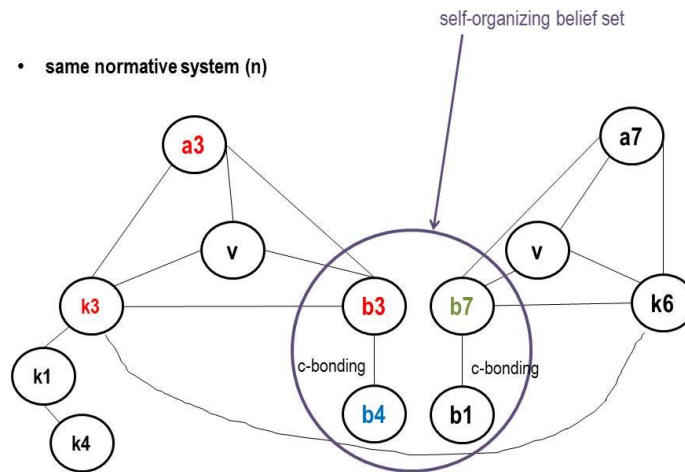 self-organizing belief set
• same normative system (n)
a3
a7
v
v
k3
b3
b7
k6
c-bonding
c-bonding
k1
b4
b1
k4